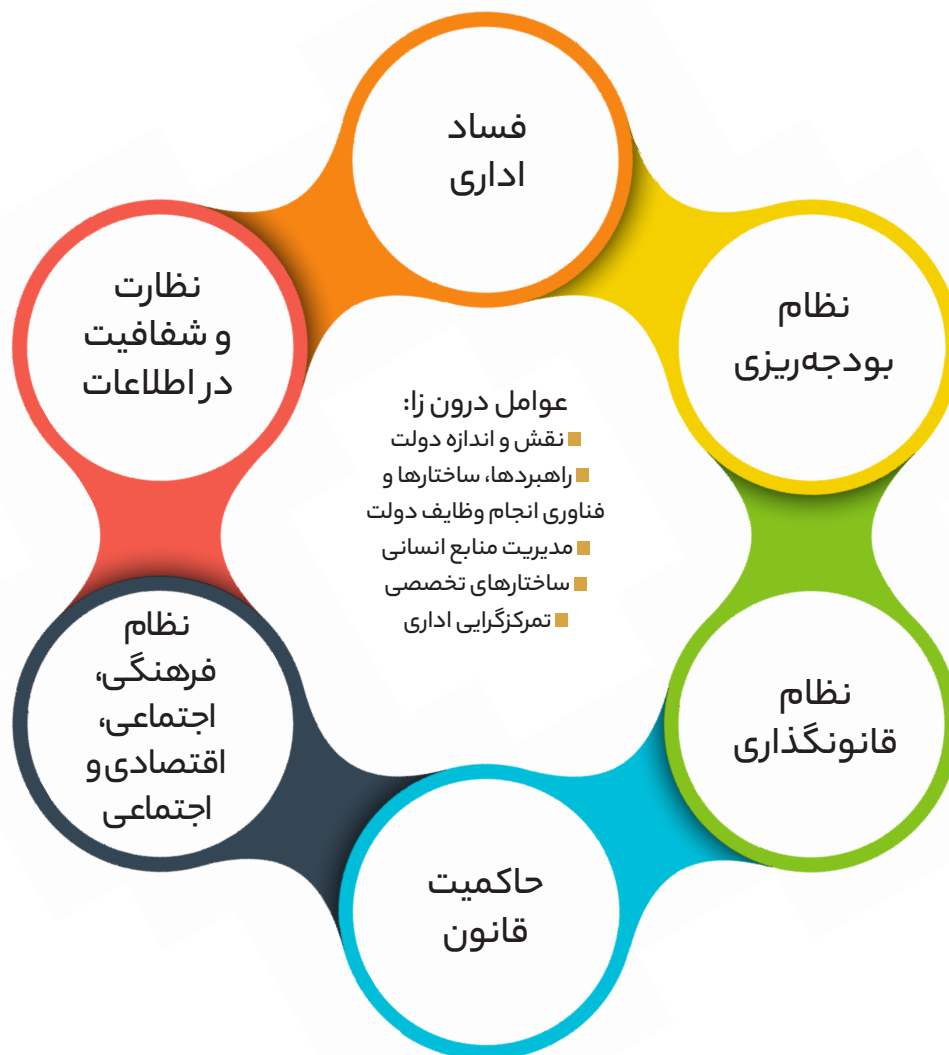 فساد
اداری
نظام
بودجه‌ریزی
نظام
قانونگذاری
حاکمیت
قانون
نظام
فرهنگی،
اجتماعی،
اقتصادی و
اجتماعی
نظارت
و شفافیت
در اطلاعات
عوامل درون زا:
■ نقش و اندازه دولت
■ راهبردها، ساختارها و
فناوری انجام وظایف دولت
■ مدیریت منابع انسانی
■ ساختارهای تخصصی
■ تمرکزگرایی اداری